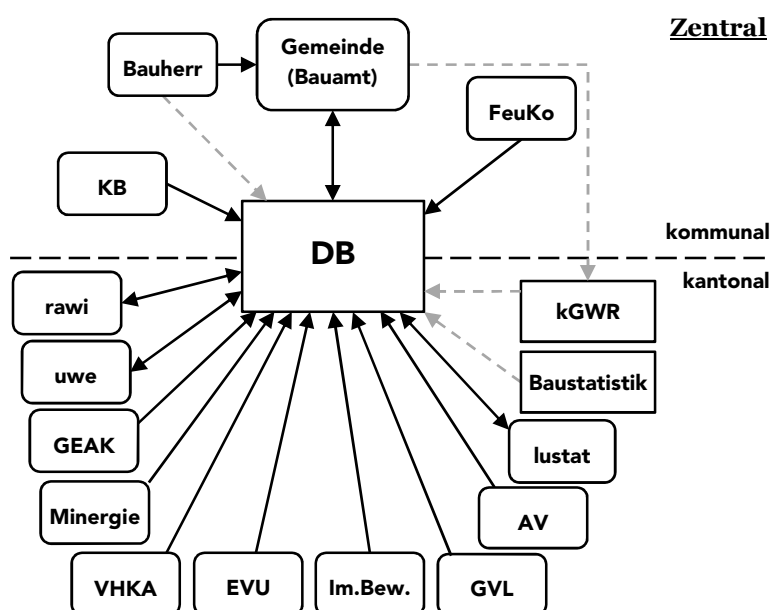 Zentral
Gemeinde
(Bauamt)
Bauherr
FeuKo
KB
kommunal
DB
kantonal
rawi
kGWR
uwe
Baustatistik
GEAK
lustat
Minergie
AV
VHKA
EVU
Im.Bew.
GVL